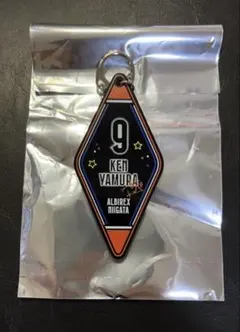 9
KEN
YAMURA
ALBIREX
NIIGATA